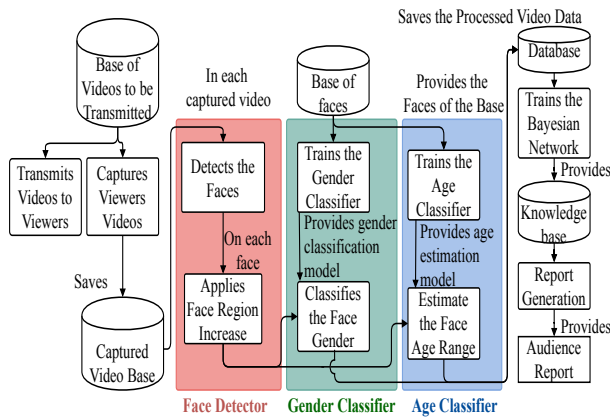 Saves the Processed Video Data
Base of
Videos to be
Transmitted
In each
captured video
Base of
faces
Provides the
Faces of the Base
Database
Transmits
Videos to
Viewers
Captures
Viewers
Videos
Detects the
Faces
Trains the
Gender
Classifier
Trains the
Age
Classifier
Trains the
Bayesian
Network
Provides
On each
face
Provides gender
classification
model
Provides age
estimation
model
Knowledge
base
Saves
Captured
Video Base
Applies
Face Region
Increase
Classifies
the Face
Gender
Estimate
the Face
Age Range
Report
Generation
Provides
Audience
Report
Face Detector
Gender Classifier
Age Classifier